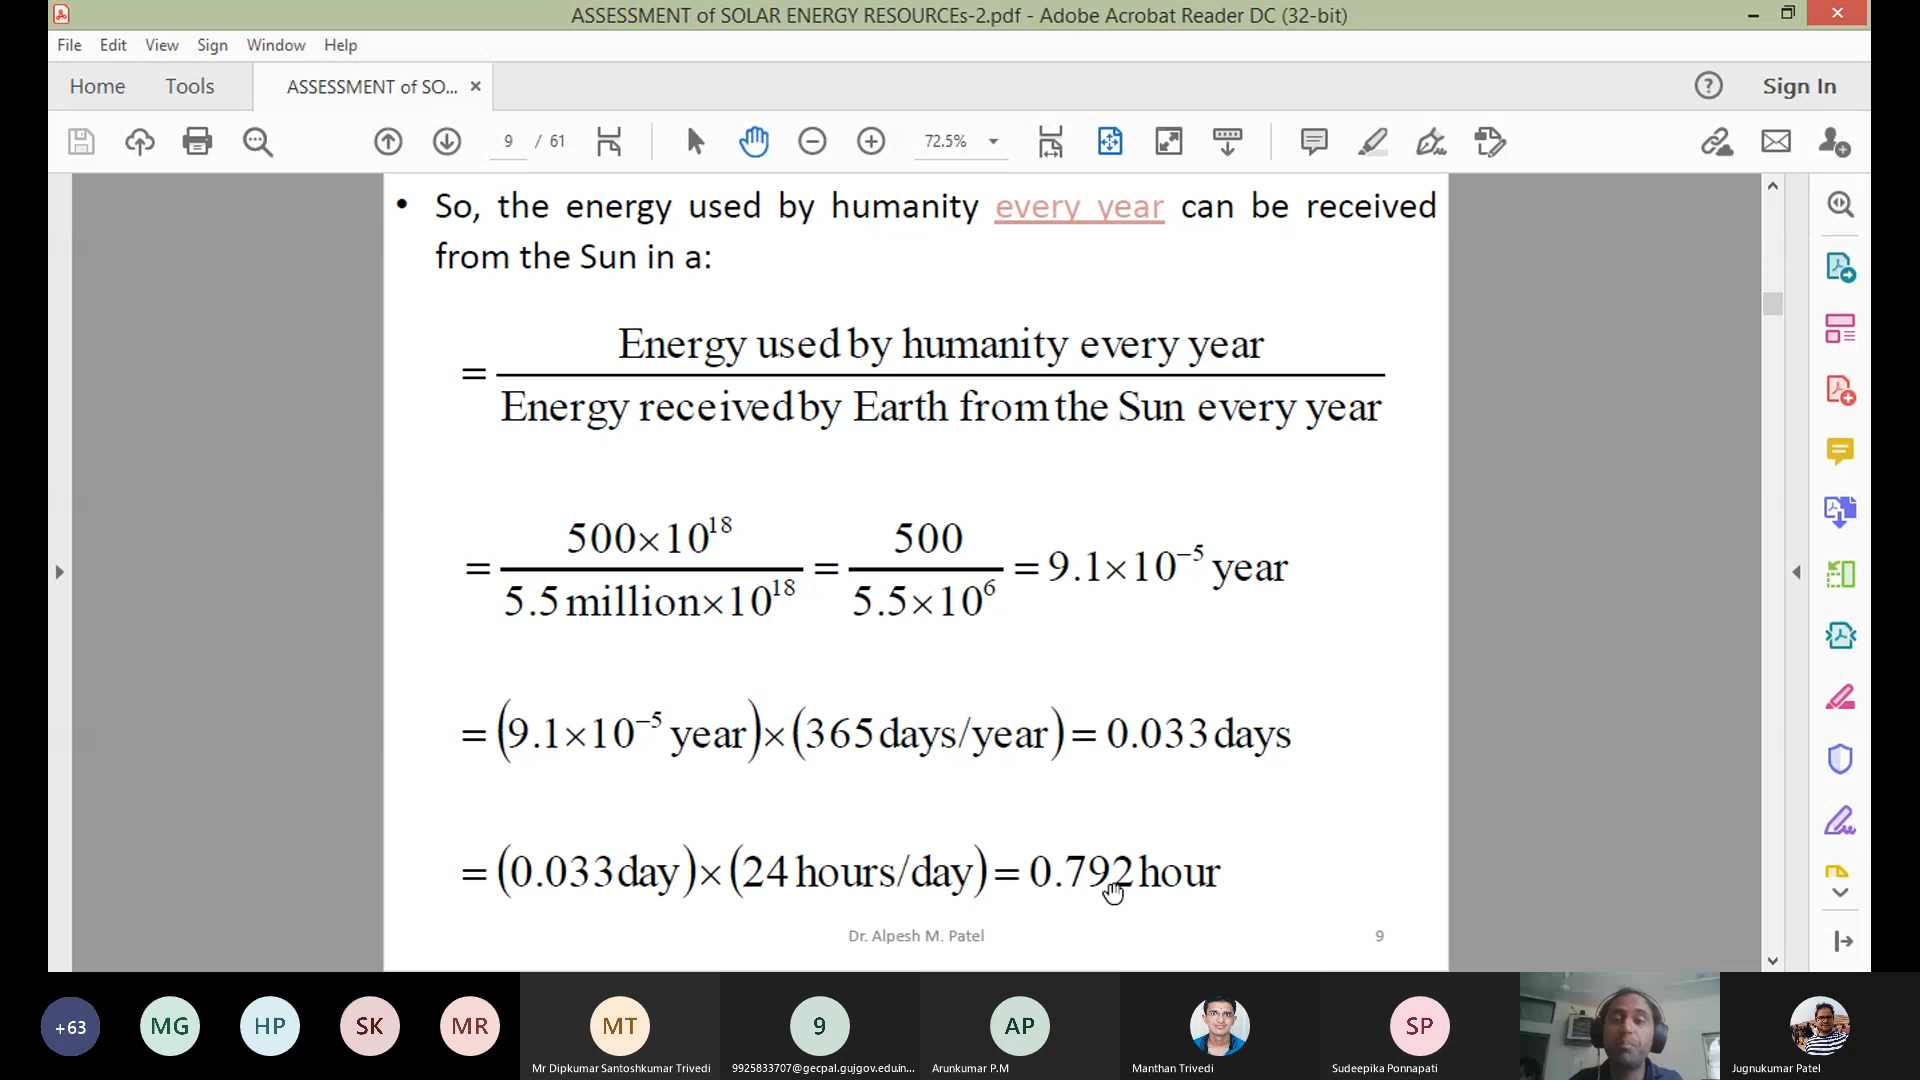 ASSESSMENT of SOLAR ENERGY RESOURCEs-2.pdf - Adobe Acrobat Reader DC (32-bit)
File Edit View Sign Window Help
Home Tools ASSESSMENT of SO... × Sign In
9 / 61 72.5%
• So, the energy used by humanity every year can be received
from the Sun in a:
= Energy used by humanity every year
Energy received by Earth from the Sun every year
= 500×10^18 / 5.5 million×10^18 = 500 / 5.5×10^6 = 9.1×10^−5 year
= (9.1×10^−5 year)×(365 days/year) = 0.033 days
= (0.033 day)×(24 hours/day) = 0.792 hour
Dr. Alpesh M. Patel 9
+63 MG HP SK MR MT 9 AP SP
Mr Dipkumar Santoshkumar Trivedi 9925833707@gecpal.gujgov.edu.in... Arunkumar P.M Manthan Trivedi Sudeepika Ponnapati Jugnukumar Patel